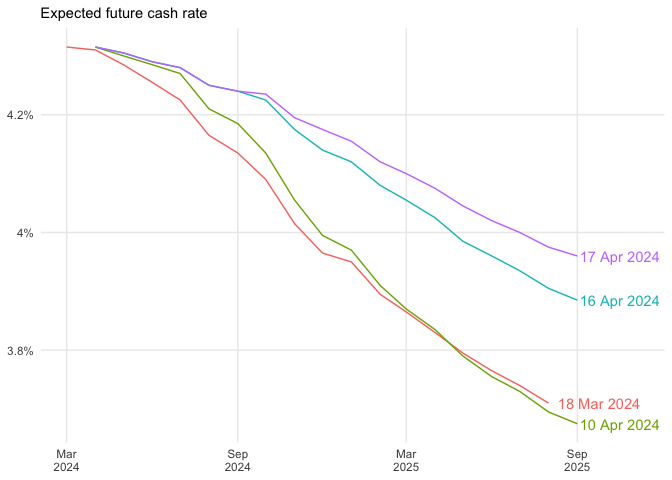 Expected future cash rate
4.2%
4%
3.8%
17 Apr 2024
16 Apr 2024
18 Mar 2024
10 Apr 2024
Mar
2024
Sep
2024
Mar
2025
Sep
2025